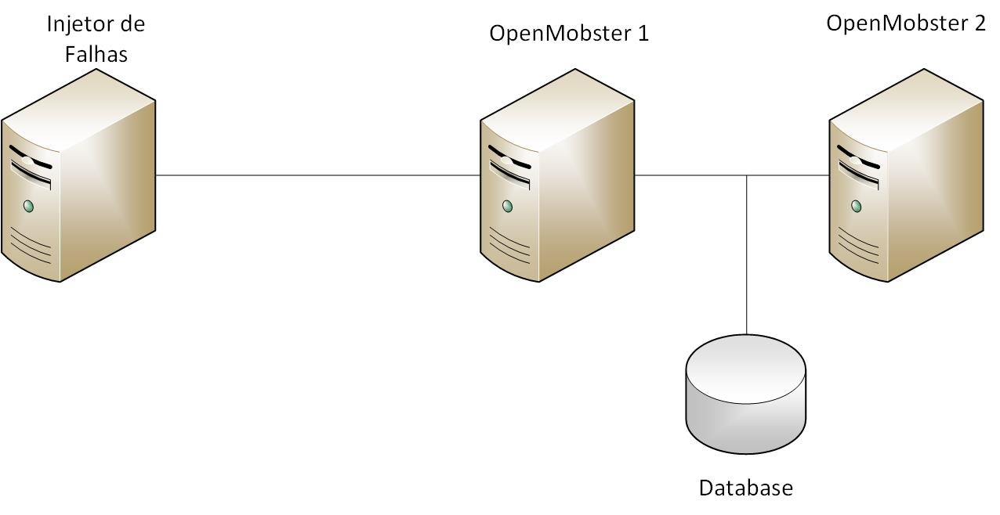 Injetor de
Falhas
OpenMobster 1
OpenMobster 2
Database